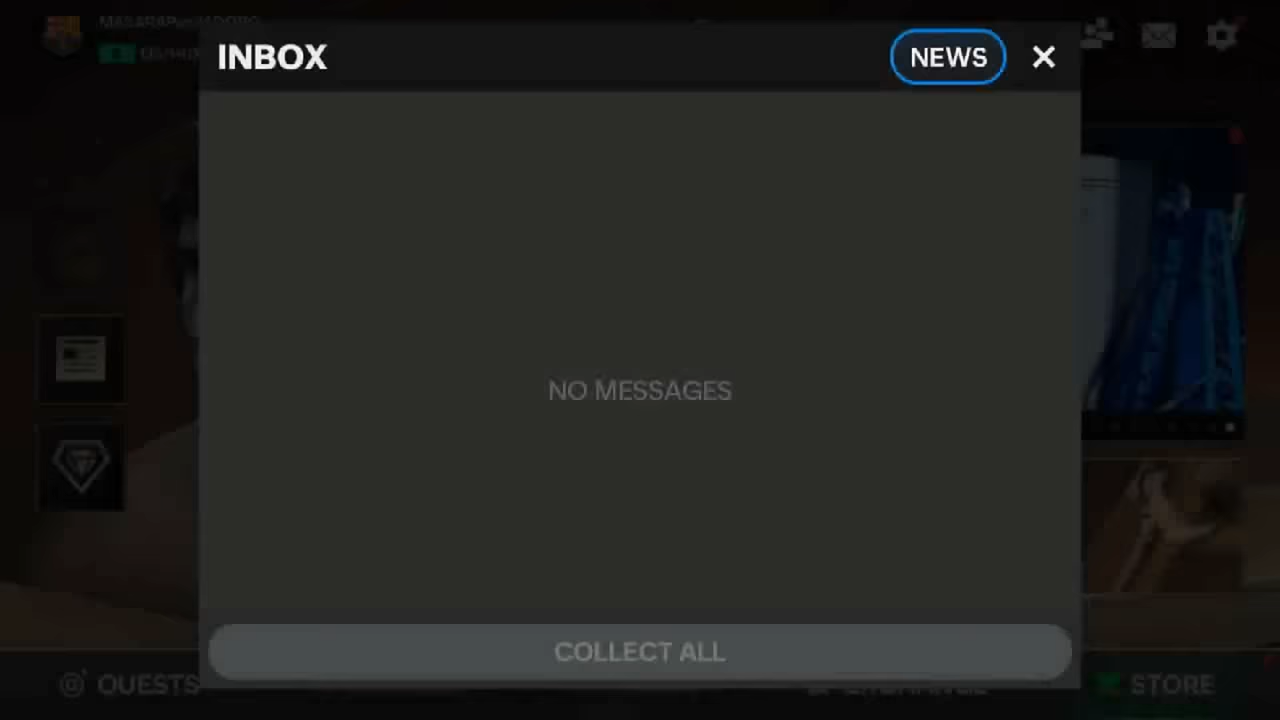 INBOX
NEWS
NO MESSAGES
COLLECT ALL
QUESTS
STORE